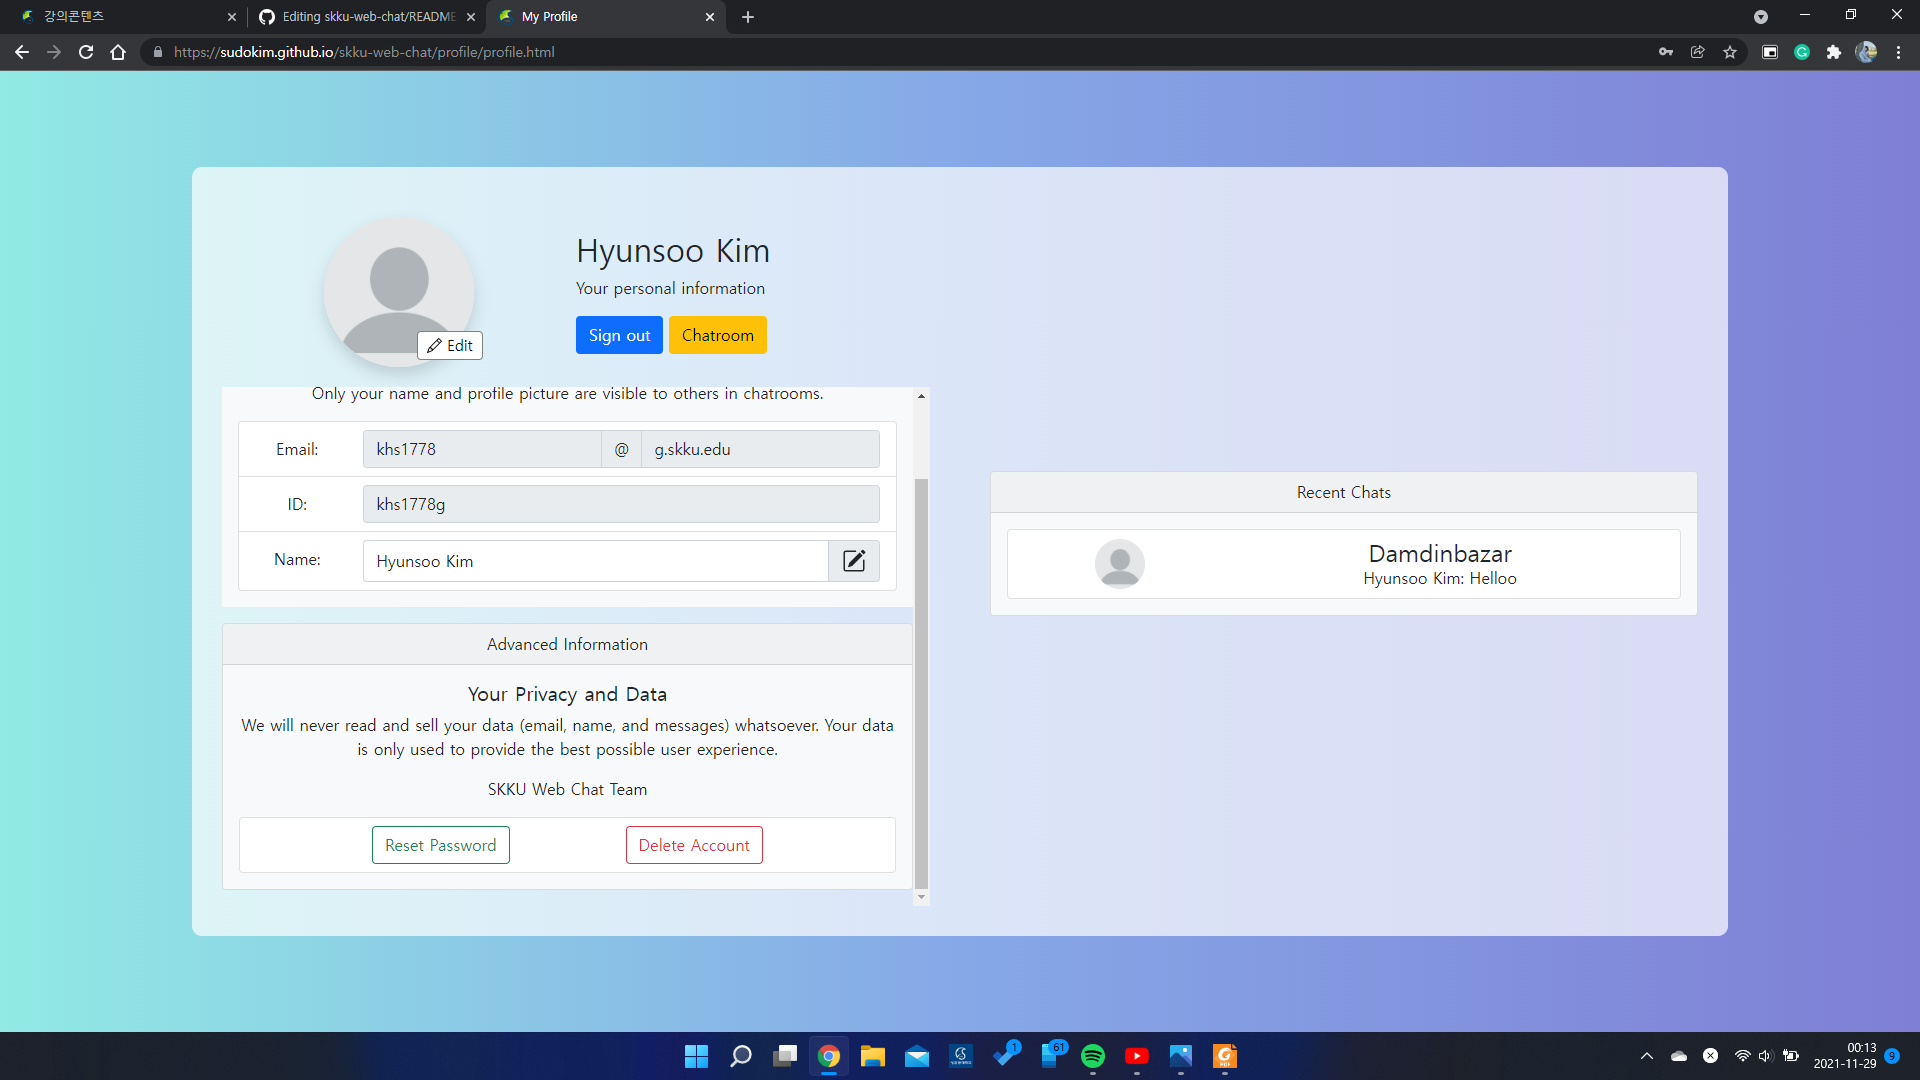 강의콘텐츠
Editing skku-web-chat/README
My Profile
https://sudokim.github.io/skku-web-chat/profile/profile.html
Hyunsoo Kim
Your personal information
Sign out
Chatroom
Edit
Only your name and profile picture are visible to others in chatrooms.
Email:
khs1778
@
g.skku.edu
ID:
khs1778g
Name:
Hyunsoo Kim
Advanced Information
Your Privacy and Data
We will never read and sell your data (email, name, and messages) whatsoever. Your data
is only used to provide the best possible user experience.
SKKU Web Chat Team
Reset Password
Delete Account
Recent Chats
Damdinbazar
Hyunsoo Kim: Helloo
1
61
PDF
00:13
2021-11-29
9